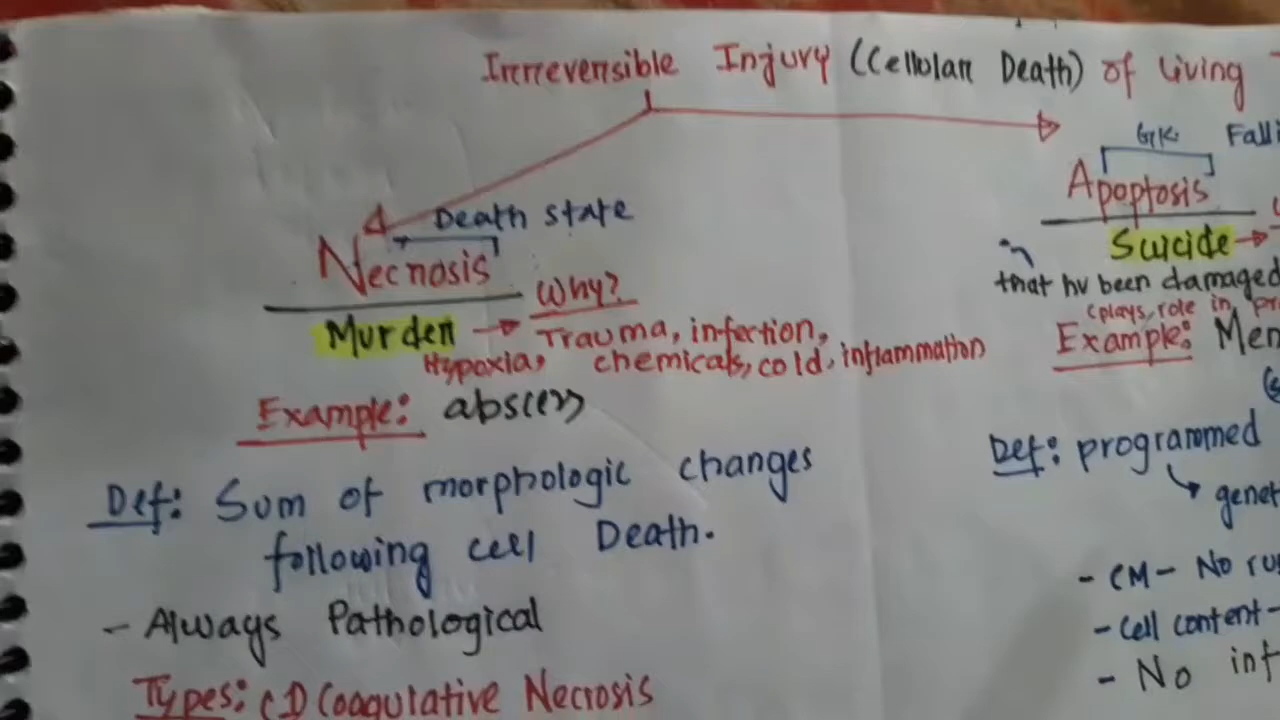 Irreversible Injury (Cellular Death) of Living
Death state
Necrosis
Why?
Murder → Trauma, infection,
Hypoxia, chemicals, cold, inflammation
Example: abscess
Def: Sum of morphologic changes
following cell Death.
- Always Pathological
Types: (1) Coagulative Necrosis
GK: Falli
Apoptosis
Suicide →
that hv been damaged
(plays role in pr
Example: Men
Def: programmed
genet
- CM - No ru
- Cell content -
- No inf